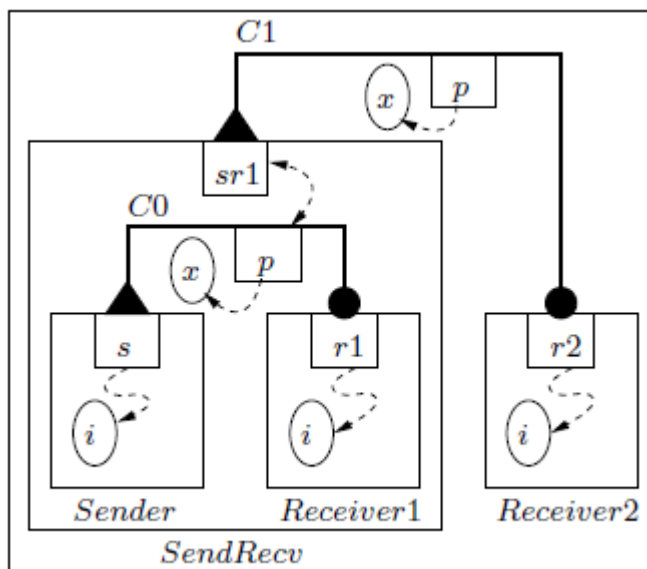 C1
x
p
sr1
C0
x
p
s
r1
r2
i
i
i
Sender
Receiver1
Receiver2
SendRecv